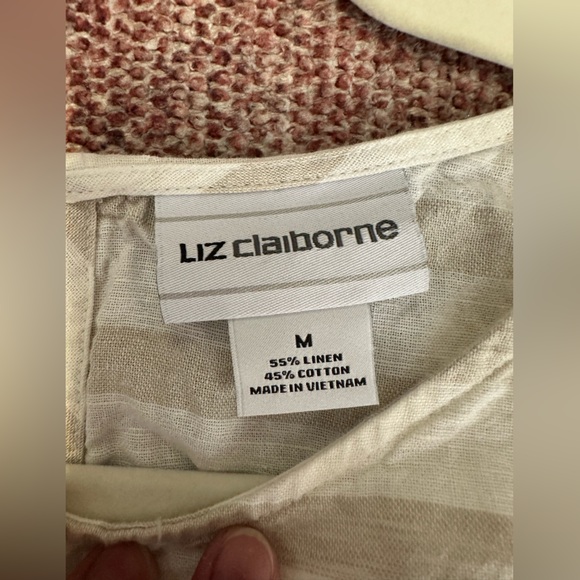 Liz claiborne
M
55% LINEN
45% COTTON
MADE IN VIETNAM